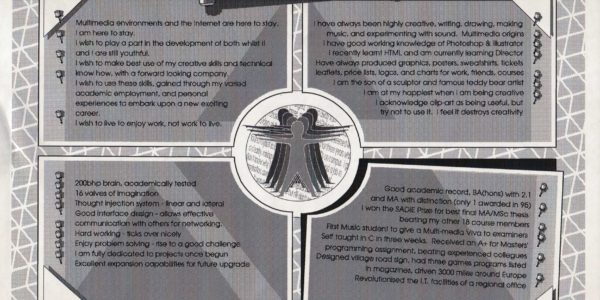 Multimedia environments and the Internet are here to stay.
I am here to stay.
I wish to play a part in the development of both whilst it
and I are still youthful.
I wish to make best use of my creative skills and technical
know how, with a forward looking company.
I wish to use these skills, gained through my varied
academic employment, and personal
experiences to embark upon a new exciting
career.
I wish to live to enjoy work, not work to live.
I have always been highly creative, writing, drawing, making
music, and experimenting with sound. Multimedia origins
I have good working knowledge of Photoshop & Illustrator
I recently learnt HTML and am currently learning Director
Have always produced graphics, posters, sweatshirts, tickets
leaflets, price lists, logos, and charts for work, friends, courses
I am the son of a sculptor and famous teddy bear artist
I am at my happiest when I am being creative
I acknowledge clip-art as being useful, but
try not to use it. I feel it destroys creativity
200bhp brain, academically tested
16 valves of imagination
Thought injection system - linear and lateral
Good interface design - allows effective
communication with others for networking.
Hard working - ticks over nicely
Enjoy problem solving - rise to a good challenge
I am fully dedicated to projects once begun
Excellent expansion capabilities for future upgrade
Good academic record, BA(hons) with 2.1
and MA with distinction (only 1 awarded in 95)
I won the SADIE Prize for best final MA/MSc thesis
Beating my other 18 course members
First Music student to give a Multi-media Viva to examiners
Self taught in C in three weeks. Received an A+ for Masters'
programming assignment, beating experienced collegues
Designed village road sign, had three games programs listed
in magazines, driven 3000 miles around Europe
Revolutionised the I.T. facilities of a regional office